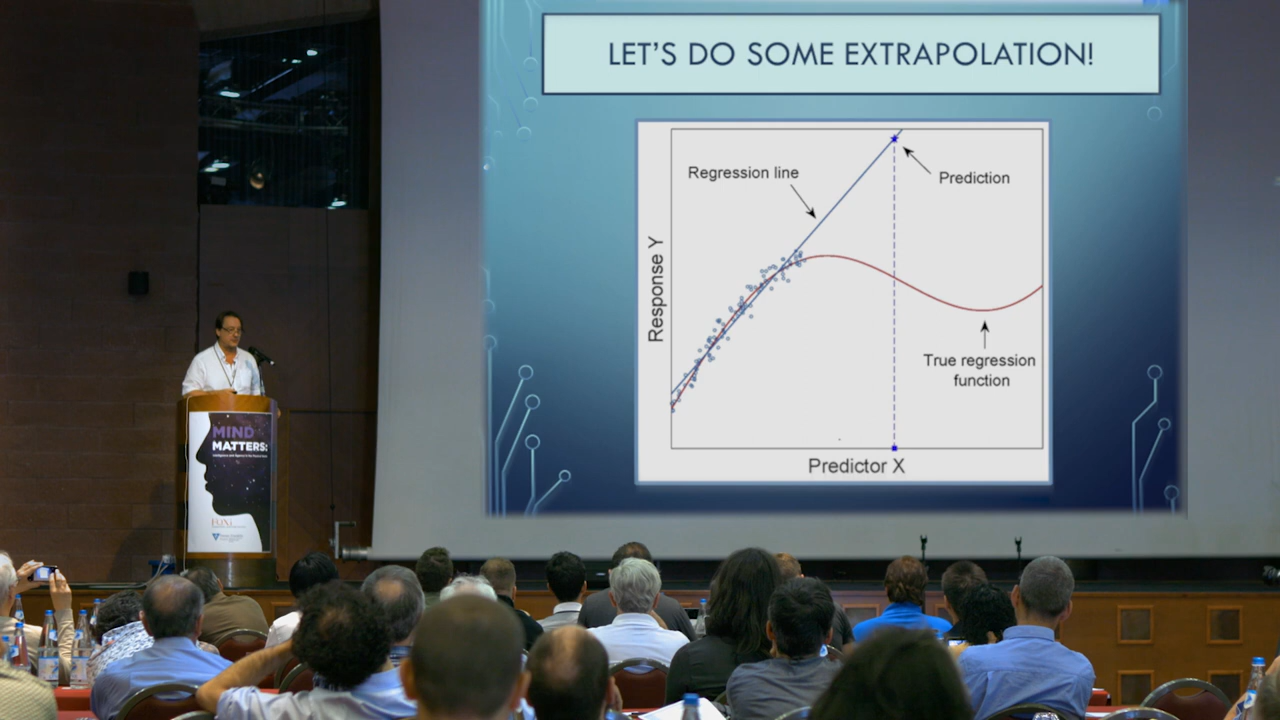 LET'S DO SOME EXTRAPOLATION!
Regression line
Prediction
Response Y
True regression
function
Predictor X
MIND
MATTERS: